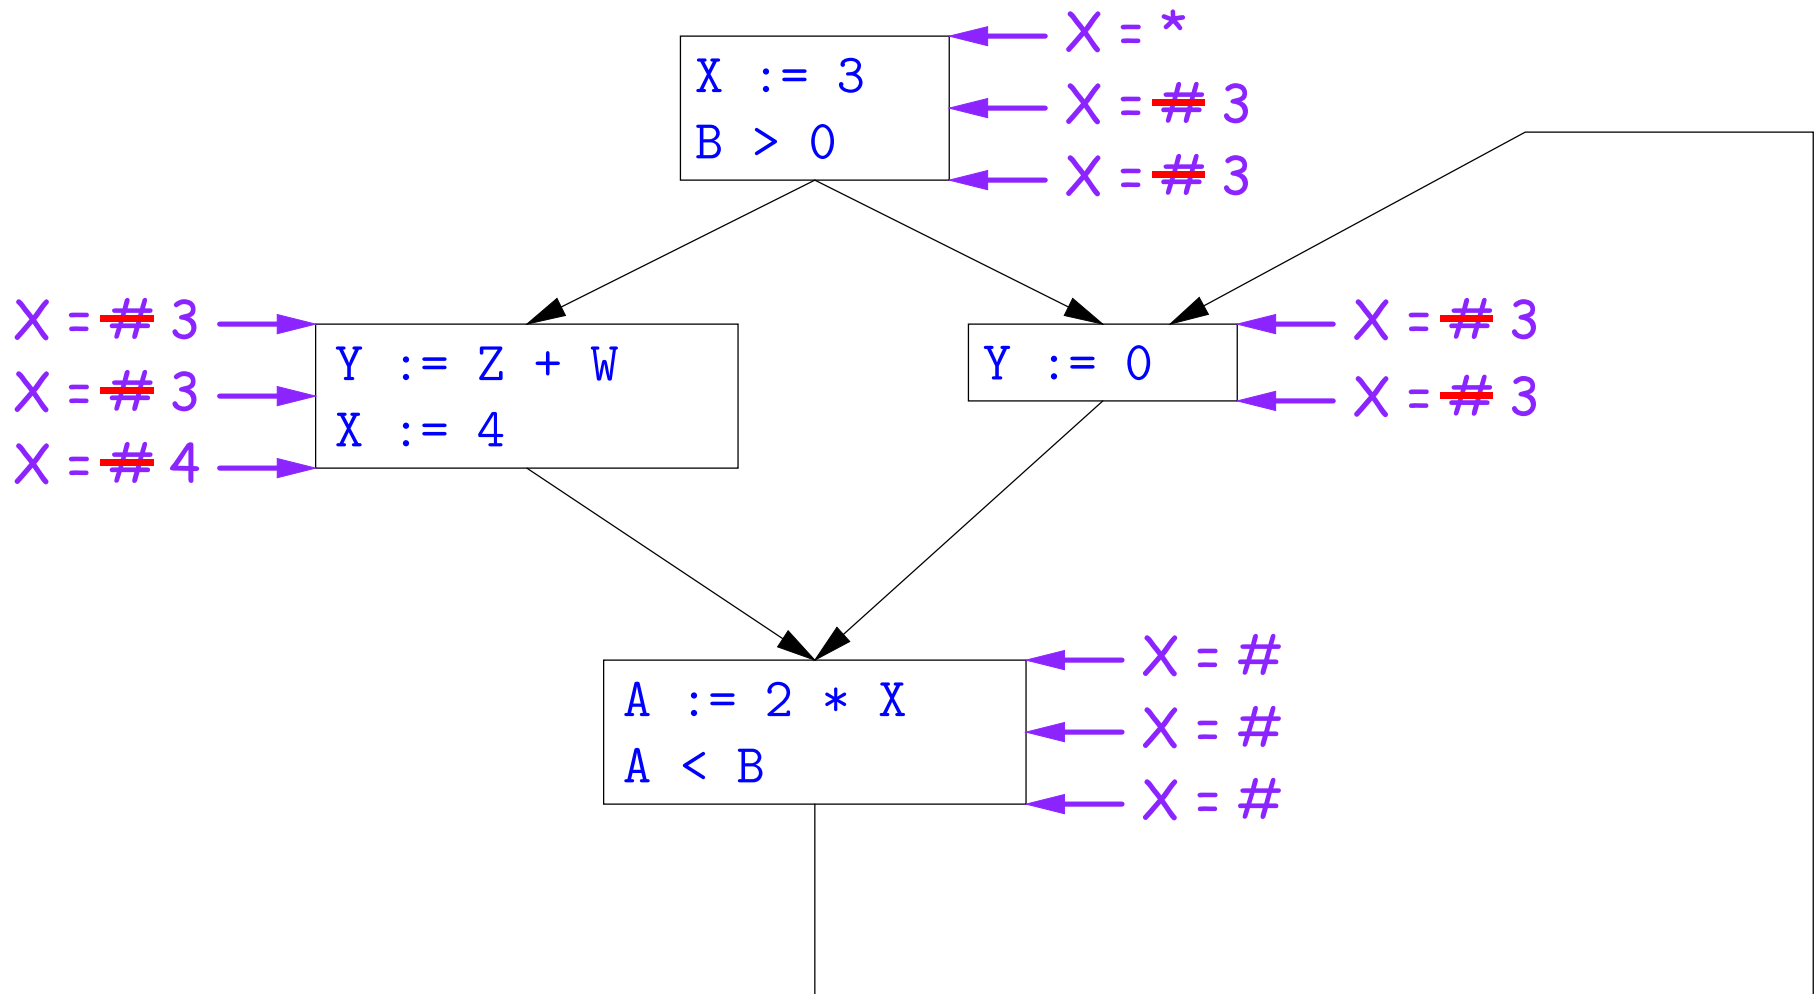 X = *
X := 3
X = # 3
B > 0
X = # 3
X = # 3
Y := Z + W
X = # 3
X := 4
X = # 4
Y := 0
X = # 3
X = # 3
A := 2 * X
A < B
X = #
X = #
X = #